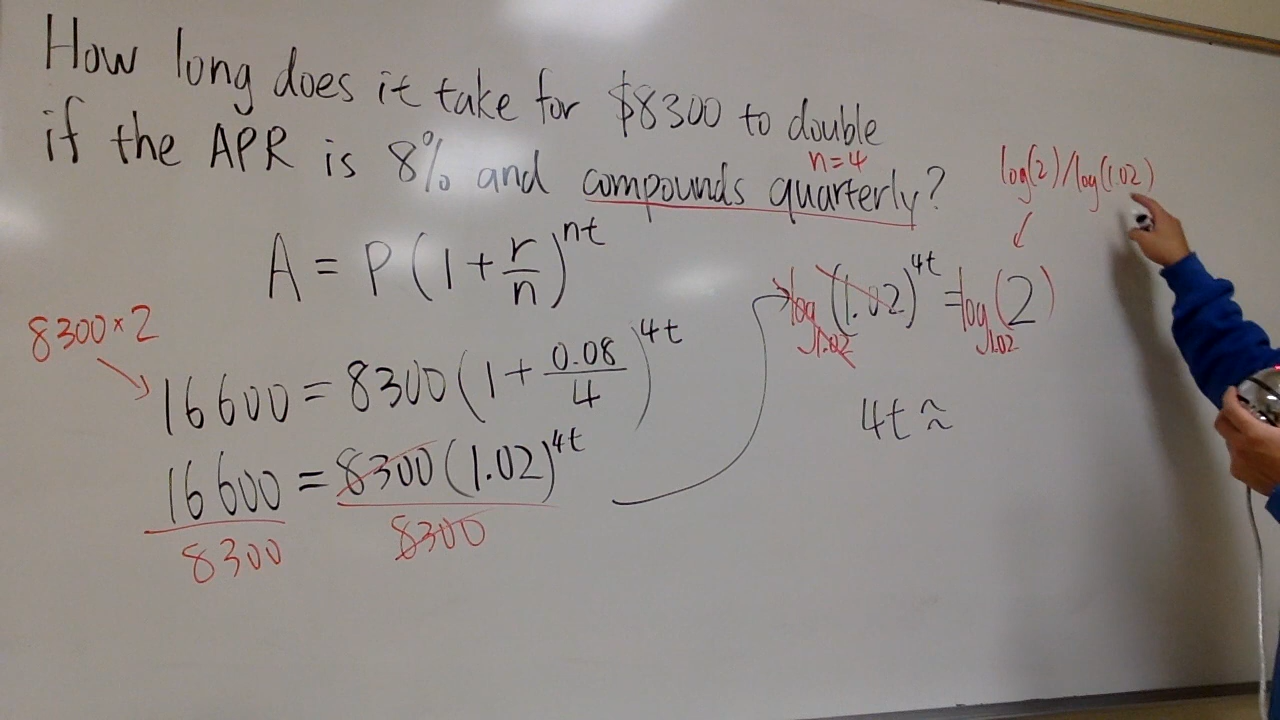 How long does it take for $8300 to double
if the APR is 8% and compounds quarterly?
n=4
A = P(1+r/n)^nt
8300×2
16600 = 8300(1+0.08/4)^4t
16600 = 8300(1.02)^4t
8300 8300
log(2)/log(1.02)
log1.02(1.02)^4t = log1.02(2)
4t ≈